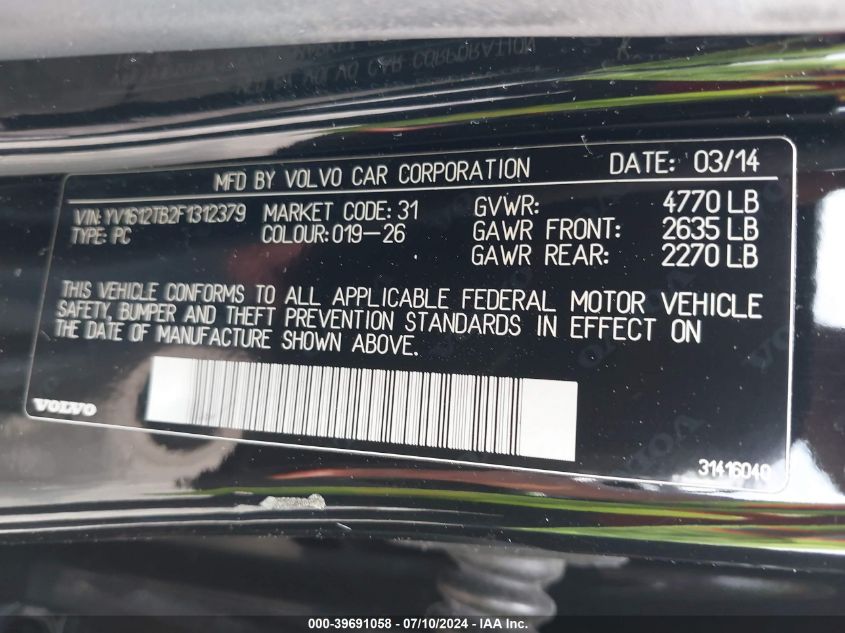 MFD BY VOLVO CAR CORPORATION DATE: 03/14
VIN: YV1612TB2F1312379 MARKET CODE: 31 GVWR: 4770 LB
TYPE: PC COLOUR: 019-26 GAWR FRONT: 2635 LB
GAWR REAR: 2270 LB
THIS VEHICLE CONFORMS TO ALL APPLICABLE FEDERAL MOTOR VEHICLE
SAFETY, BUMPER AND THEFT PREVENTION STANDARDS IN EFFECT ON
THE DATE OF MANUFACTURE SHOWN ABOVE.
VOLVO
31416040
000-39691058 - 07/10/2024 - IAA Inc.